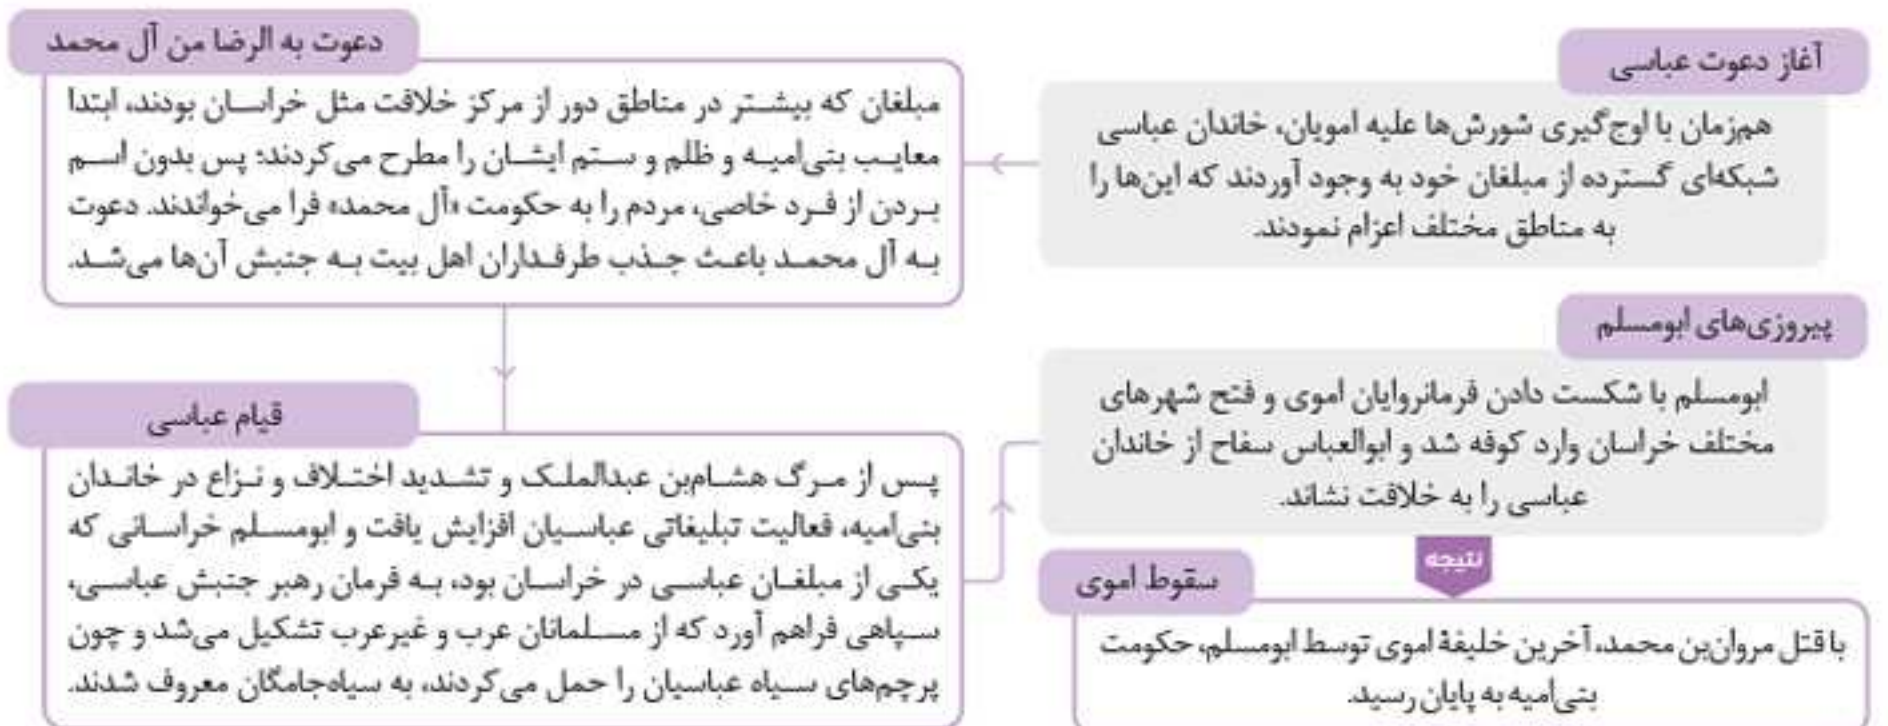 آغاز دعوت عباسی
هم‌زمان با اوج‌گیری شورش‌ها علیه امویان، خاندان عباسی
شبکه‌ای گسترده از مبلغان خود به وجود آوردند که این‌ها را
به مناطق مختلف اعزام نمودند.
دعوت به الرضا من آل محمد
مبلغان که بیشتر در مناطق دور از مرکز خلافت مثل خراسان بودند، ابتدا
معایب بنی‌امیه و ظلم و ستم ایشان را مطرح می‌کردند؛ پس بدون اسم
بردن از فرد خاصی، مردم را به حکومت «آل محمد» فرا می‌خواندند. دعوت
به آل محمد باعث جذب طرفداران اهل بیت به جنبش آن‌ها می‌شد.
قیام عباسی
پس از مرگ هشام‌بن عبدالملک و تشدید اختلاف و نزاع در خاندان
بنی‌امیه، فعالیت تبلیغاتی عباسیان افزایش یافت و ابومسلم خراسانی که
یکی از مبلغان عباسی در خراسان بود، به فرمان رهبر جنبش عباسی،
سپاهی فراهم آورد که از مسلمانان عرب و غیرعرب تشکیل می‌شد و چون
پرچم‌های سیاه عباسیان را حمل می‌کردند، به سیاه‌جامگان معروف شدند.
پیروزی‌های ابومسلم
ابومسلم با شکست دادن فرمانروایان اموی و فتح شهرهای
مختلف خراسان وارد کوفه شد و ابوالعباس سفاح از خاندان
عباسی را به خلافت نشاند.
نتیجه
سقوط اموی
با قتل مروان‌بن محمد، آخرین خلیفهٔ اموی توسط ابومسلم، حکومت
بنی‌امیه به پایان رسید.